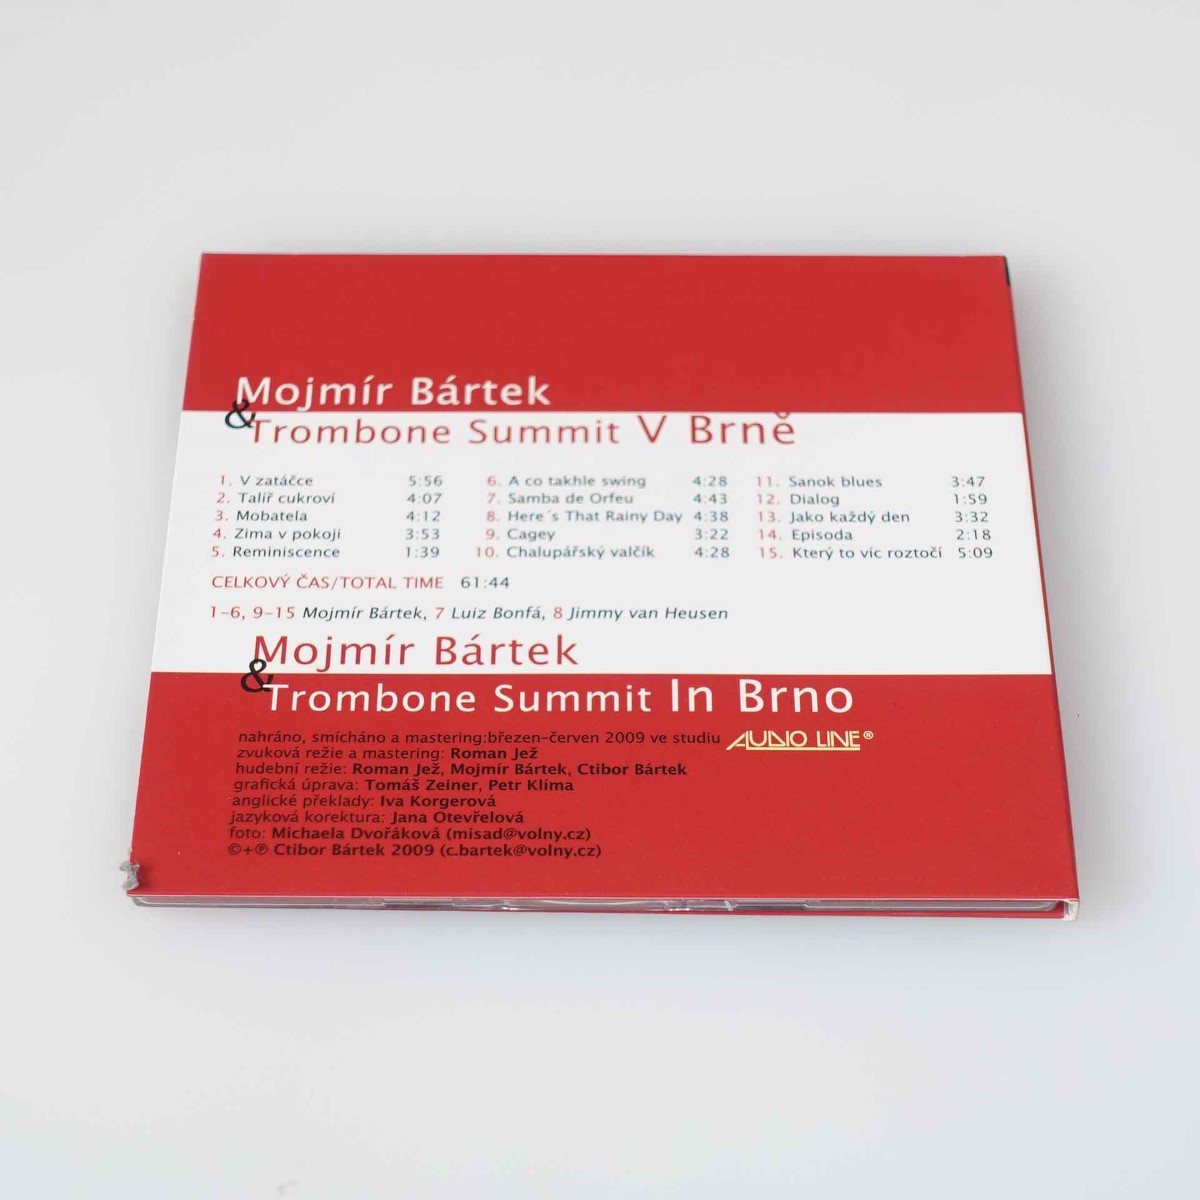 Mojmír Bártek
& Trombone Summit V Brně
1. V zatáčce 5:56
2. Talíř cukroví 4:07
3. Mobatela 4:12
4. Zima v pokoji 3:53
5. Reminiscence 1:39
6. A co takhle swing 4:28
7. Samba de Orfeu 4:43
8. Here´s That Rainy Day 4:38
9. Cagey 3:22
10. Chalupářský valčík 4:28
11. Sanok blues 3:47
12. Dialog 1:59
13. Jako každý den 3:32
14. Episoda 2:18
15. Který to víc roztočí 5:09
CELKOVÝ ČAS/TOTAL TIME 61:44
1–6, 9–15 Mojmír Bártek, 7 Luiz Bonfá, 8 Jimmy van Heusen
Mojmír Bártek
& Trombone Summit In Brno
nahráno, smícháno a mastering:březen–červen 2009 ve studiu AUDIO LINE®
zvuková režie a mastering: Roman Jež
hudební režie: Roman Jež, Mojmír Bártek, Ctibor Bártek
grafická úprava: Tomáš Zeiner, Petr Klíma
anglické překlady: Iva Korgerová
jazyková korektura: Jana Otevřelová
foto: Michaela Dvořáková (misad@volny.cz)
©+℗ Ctibor Bártek 2009 (c.bartek@volny.cz)